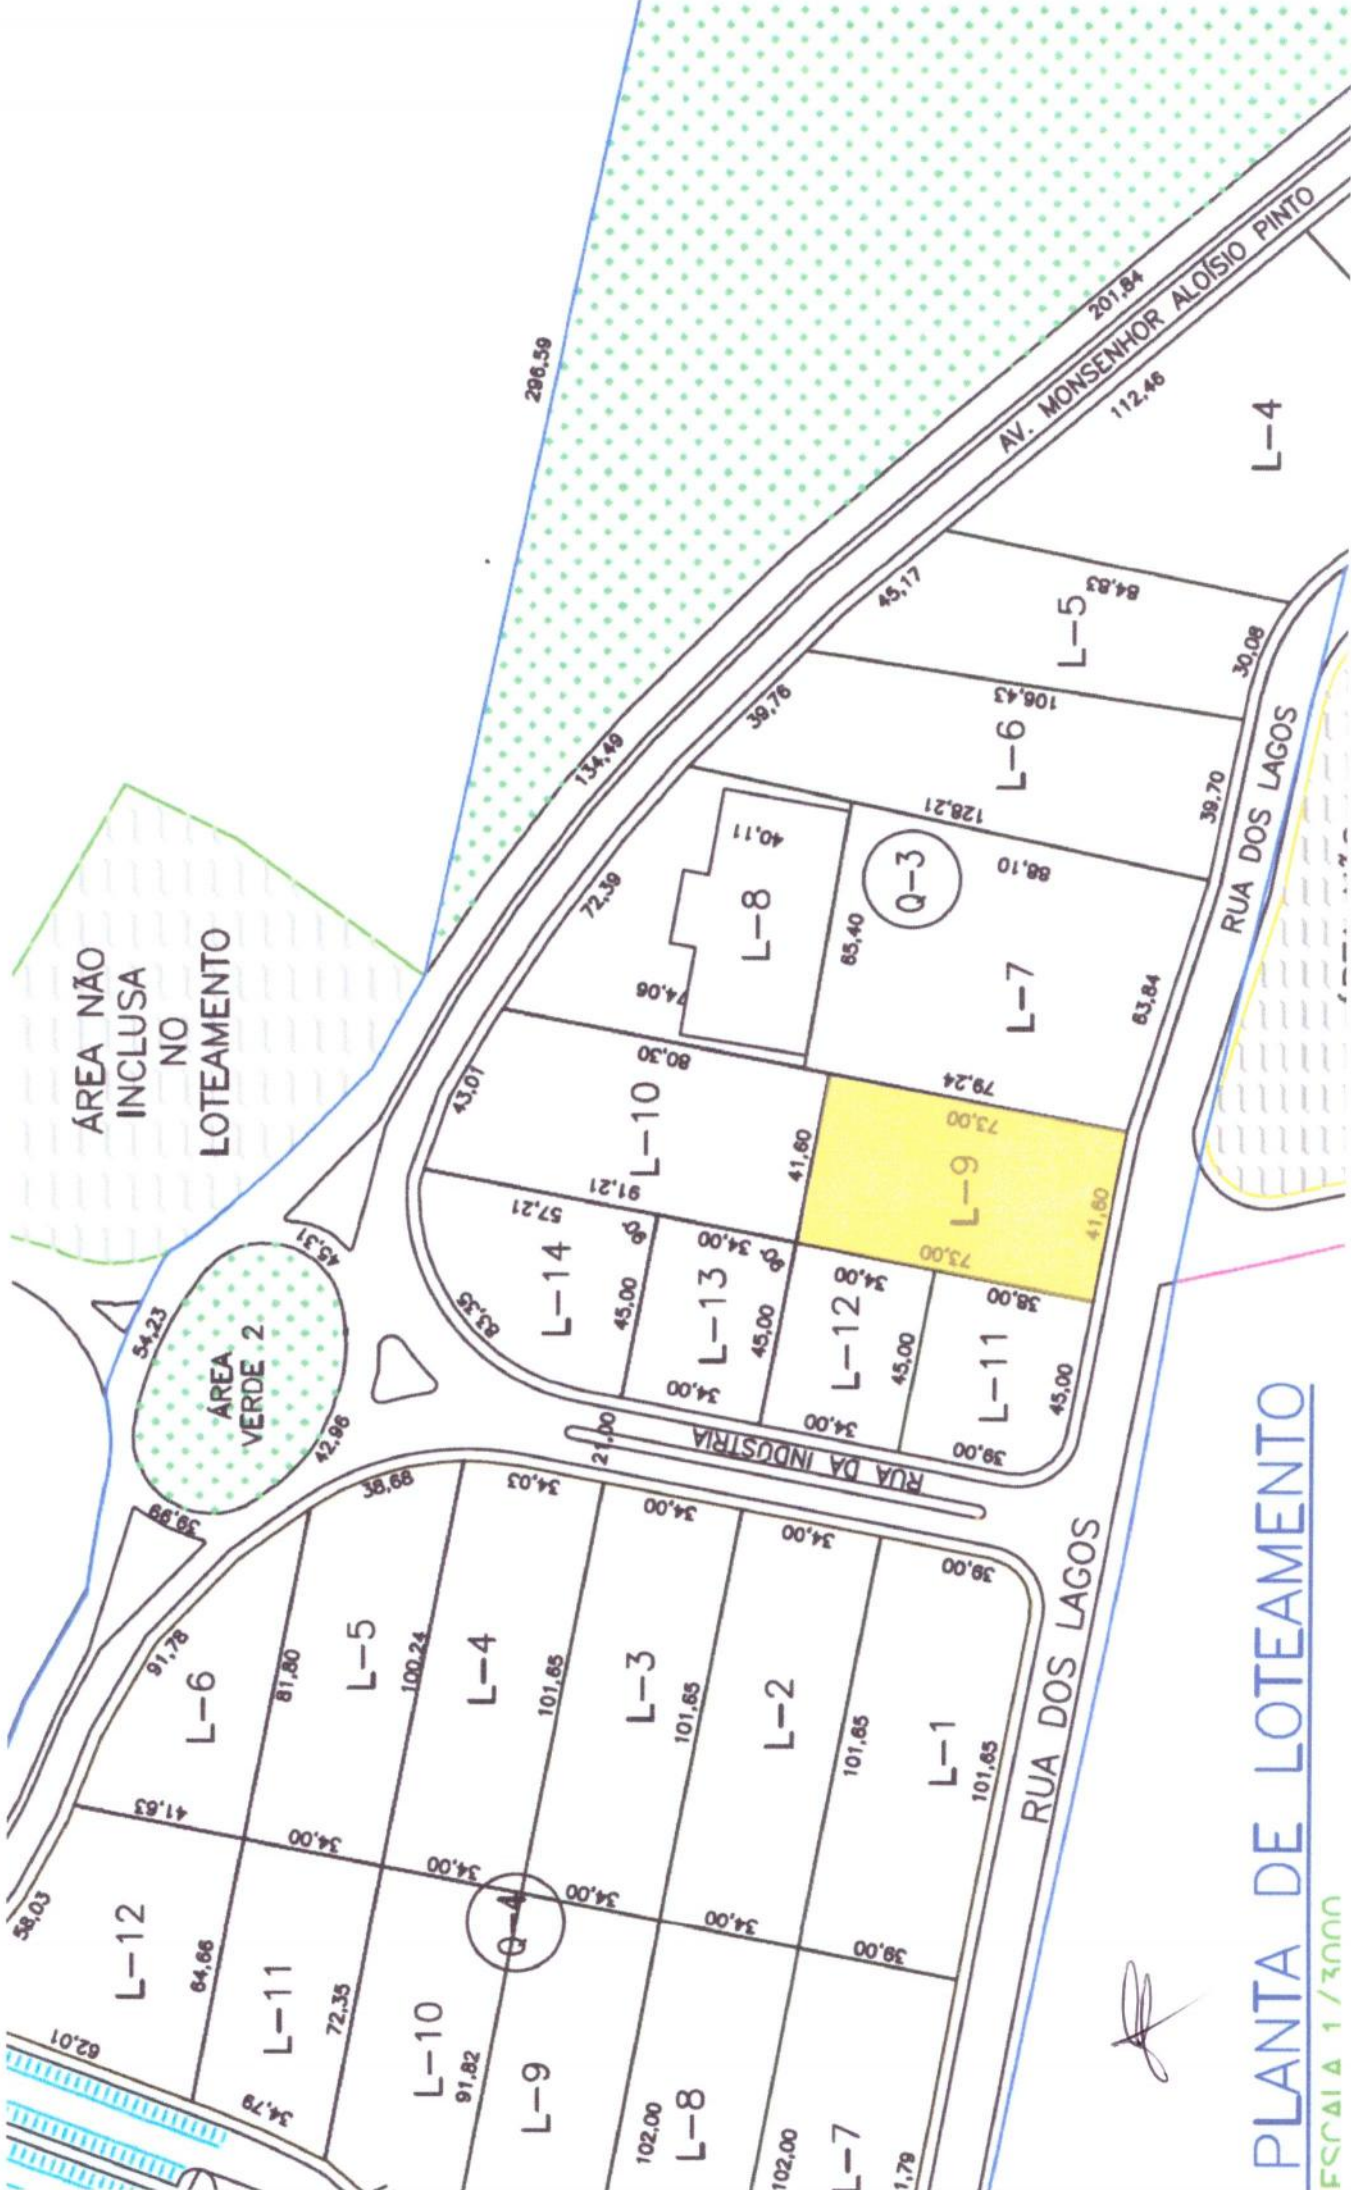 PLANTA DE LOTEAMENTO
ESCALA 1/3000
ÁREA NÃO
INCLUSA
NO
LOTEAMENTO
296,59
201,84
AV. MONSENHOR ALOÍSIO PINTO
112,46
L-4
134,49
45,17
84,83
L-5
30,08
39,76
106,43
L-6
39,70
128,21
RUA DOS LAGOS
72,39
40,11
L-8
74,06
65,40
Q-3
88,10
L-7
63,84
79,24
43,01
80,30
L-10
91,21
41,60
73,00
L-9
73,00
41,60
57,21
L-14
83,35
45,00
34,00
L-13
34,00
45,00
34,00
L-12
34,00
45,00
38,00
L-11
39,00
45,00
45,31
54,23
ÁREA
VERDE 2
42,96
39,99
21,00
RUA DA INDUSTRIA
RUA DOS LAGOS
38,68
34,03
34,00
34,00
39,00
91,78
L-6
81,80
L-5
100,24
L-4
101,65
L-3
101,65
L-2
101,65
L-1
101,65
41,63
34,00
34,00
34,00
34,00
39,00
Q-4
58,03
L-12
64,66
L-11
72,35
L-10
91,82
L-9
102,00
L-8
102,00
L-7
1,79
62,01
34,79